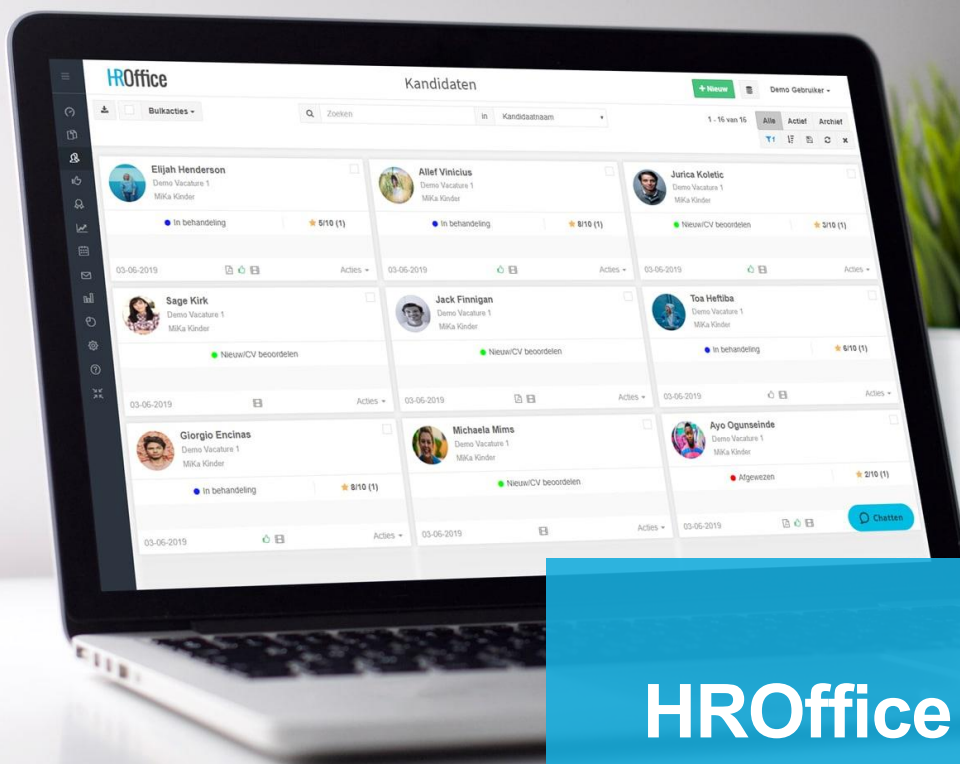 HROffice
Kandidaten
+ Nieuw
Demo Gebruiker
Bulkacties
Zoeken
in
Kandidaatnaam
1 - 16 van 16
Alle
Actief
Archief
Elijah Henderson
Demo Vacature 1
MiKa Kinder
In behandeling
5/10 (1)
03-06-2019
Acties
Allef Vinicius
Demo Vacature 1
MiKa Kinder
In behandeling
8/10 (1)
03-06-2019
Acties
Jurica Koletic
Demo Vacature 1
MiKa Kinder
Nieuw/CV beoordelen
3/10 (1)
03-06-2019
Acties
Sage Kirk
Demo Vacature 1
MiKa Kinder
Nieuw/CV beoordelen
03-06-2019
Acties
Jack Finnigan
Demo Vacature 1
MiKa Kinder
Nieuw/CV beoordelen
03-06-2019
Acties
Toa Heftiba
Demo Vacature 1
MiKa Kinder
In behandeling
6/10 (1)
03-06-2019
Acties
Giorgio Encinas
Demo Vacature 1
MiKa Kinder
In behandeling
8/10 (1)
03-06-2019
Acties
Michaela Mims
Demo Vacature 1
MiKa Kinder
Nieuw/CV beoordelen
03-06-2019
Acties
Ayo Ogunseinde
Demo Vacature 1
MiKa Kinder
Afgewezen
2/10 (1)
03-06-2019
Chatten
HROffice